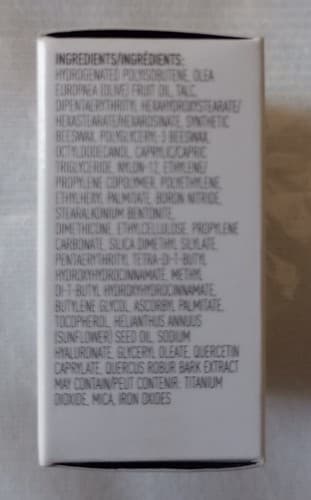 INGREDIENTS/INGRÉDIENTS:
HYDROGENATED POLYISOBUTENE, OLEA
EUROPAEA (OLIVE) FRUIT OIL, TALC,
DIPENTAERYTHRITYL HEXAHYDROXYSTEARATE/
HEXASTEARATE/HEXAROSINATE, SYNTHETIC
BEESWAX, POLYGLYCERYL-3 BEESWAX,
OCTYLDODECANOL, CAPRYLIC/CAPRIC
TRIGLYCERIDE, NYLON-12, ETHYLENE/
PROPYLENE COPOLYMER, POLYETHYLENE,
ETHYLHEXYL PALMITATE, BORON NITRIDE,
STEARALKONIUM BENTONITE,
DIMETHICONE, ETHYLCELLULOSE, PROPYLENE
CARBONATE, SILICA DIMETHYL SILYLATE,
PENTAERYTHRITYL TETRA-DI-T-BUTYL
HYDROXYHYDROCINNAMATE, METHYL
DI-T-BUTYL HYDROXYHYDROCINNAMATE,
BUTYLENE GLYCOL, ASCORBYL PALMITATE,
TOCOPHEROL, HELIANTHUS ANNUUS
(SUNFLOWER) SEED OIL, SODIUM
HYALURONATE, GLYCERYL OLEATE, QUERCETIN
CAPRYLATE, QUERCUS ROBUR BARK EXTRACT
MAY CONTAIN/PEUT CONTENIR: TITANIUM
DIOXIDE, MICA, IRON OXIDES